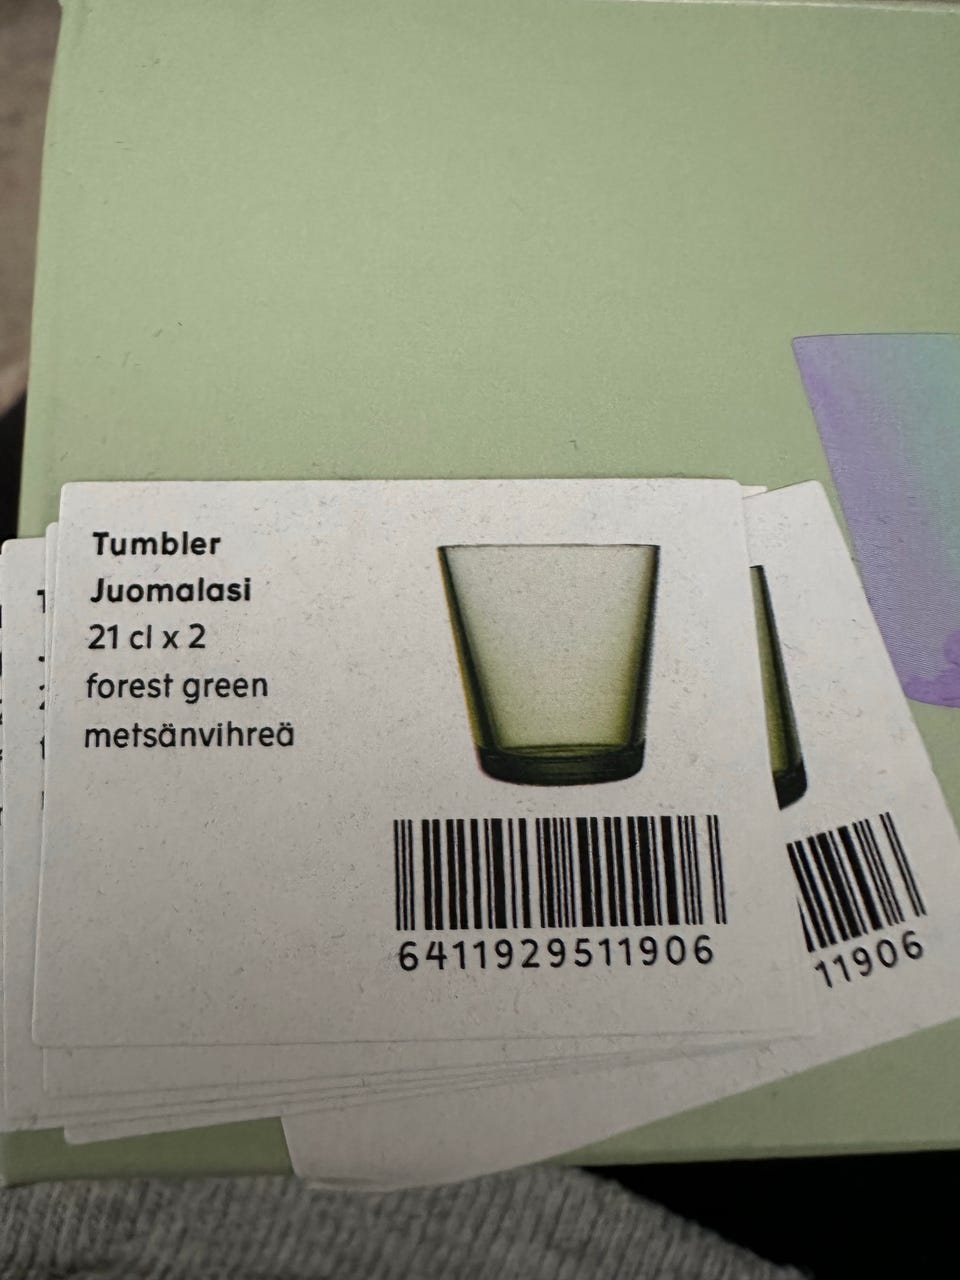 Tumbler
Juomalasi
21 cl x 2
forest green
metsänvihreä
6411929511906
11906